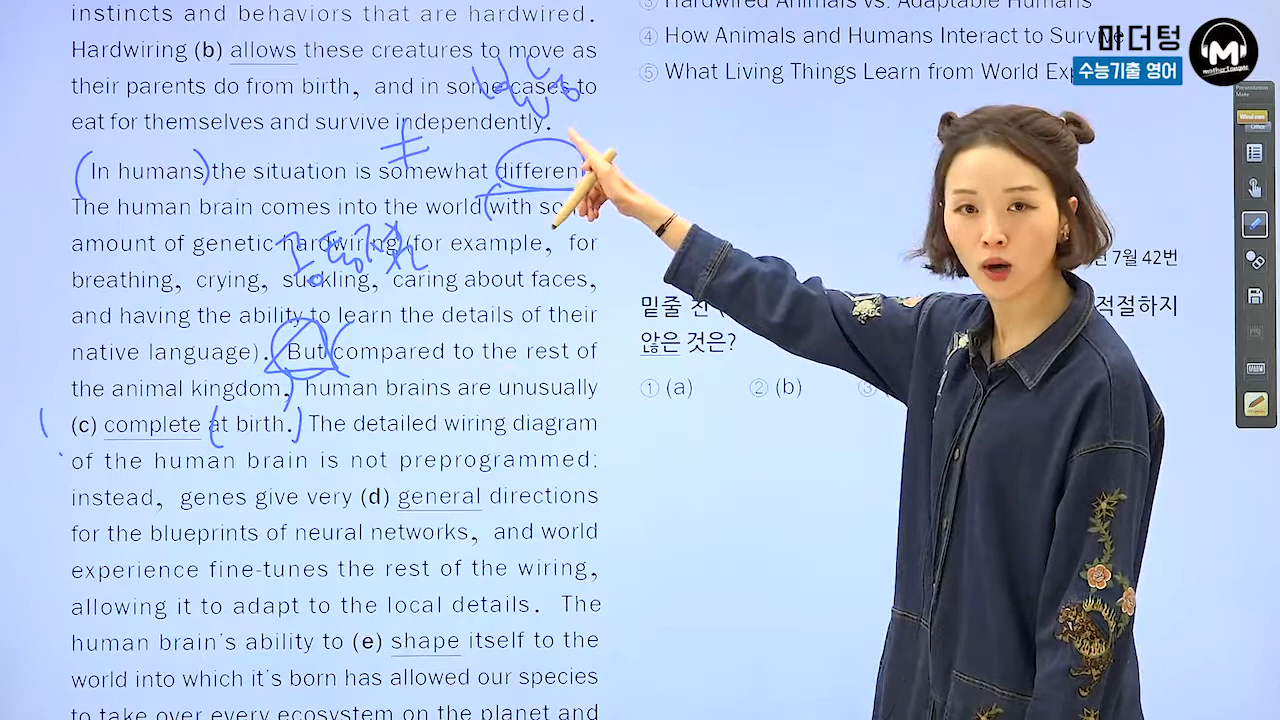 instincts and behaviors that are hardwired.
Hardwiring (b) allows these creatures to move as
their parents do from birth, and in some cases to
eat for themselves and survive independently.
In humans the situation is somewhat differen
The human brain comes into the world with so
amount of genetic hardwiring (for example, for
breathing, crying, suckling, caring about faces,
and having the ability to learn the details of their
native language). But compared to the rest of
the animal kingdom, human brains are unusually
(c) complete at birth. The detailed wiring diagram
of the human brain is not preprogrammed:
instead, genes give very (d) general directions
for the blueprints of neural networks, and world
experience fine-tunes the rest of the wiring,
allowing it to adapt to the local details. The
human brain's ability to (e) shape itself to the
world into which it's born has allowed our species
to take over every ecosystem on the planet and
③ Hardwired Animals vs. Adaptable Humans
④ How Animals and Humans Interact to Survive
⑤ What Living Things Learn from World Exp
7월 42번
밑줄 친 적절하지
않은 것은?
① (a) ② (b) ③
마더텅
수능기출 영어
M
mothertongue
Presentation
Mate
Windows
Office